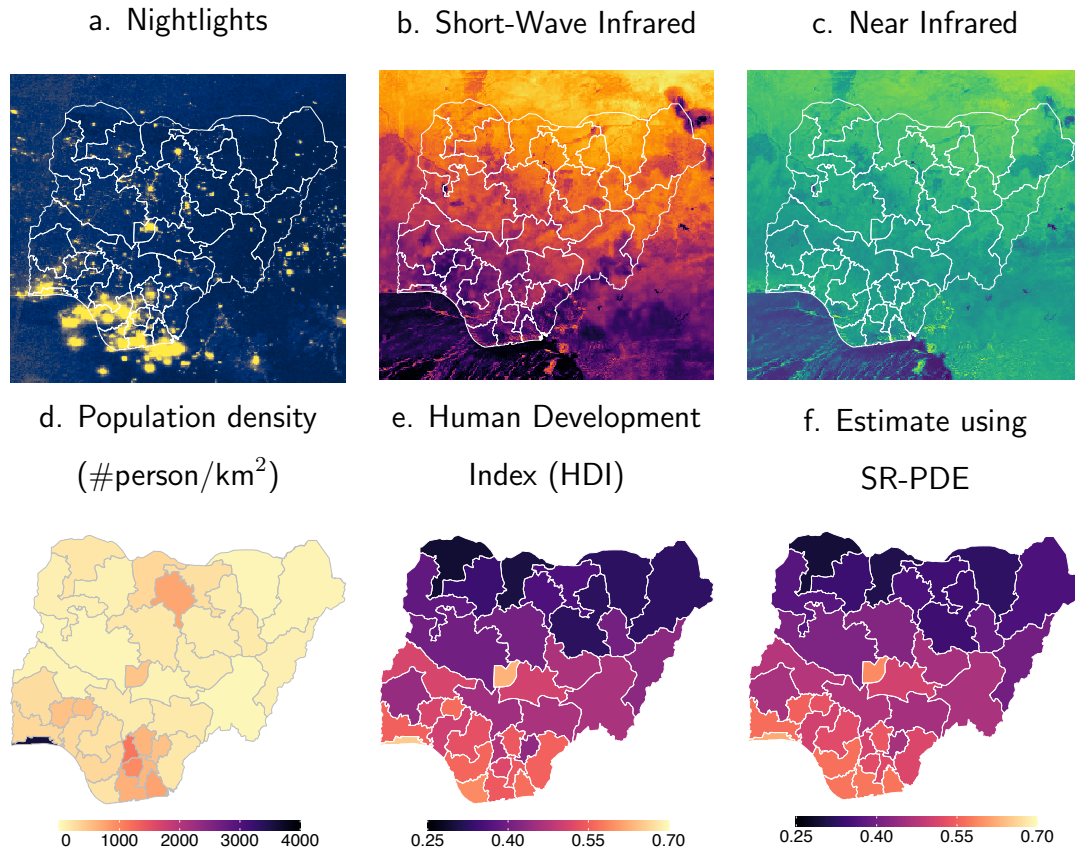 a. Nightlights
b. Short-Wave Infrared
c. Near Infrared
d. Population density
(#person/km²)
e. Human Development
Index (HDI)
f. Estimate using
SR-PDE
0 1000 2000 3000 4000
0.25 0.40 0.55 0.70
0.25 0.40 0.55 0.70